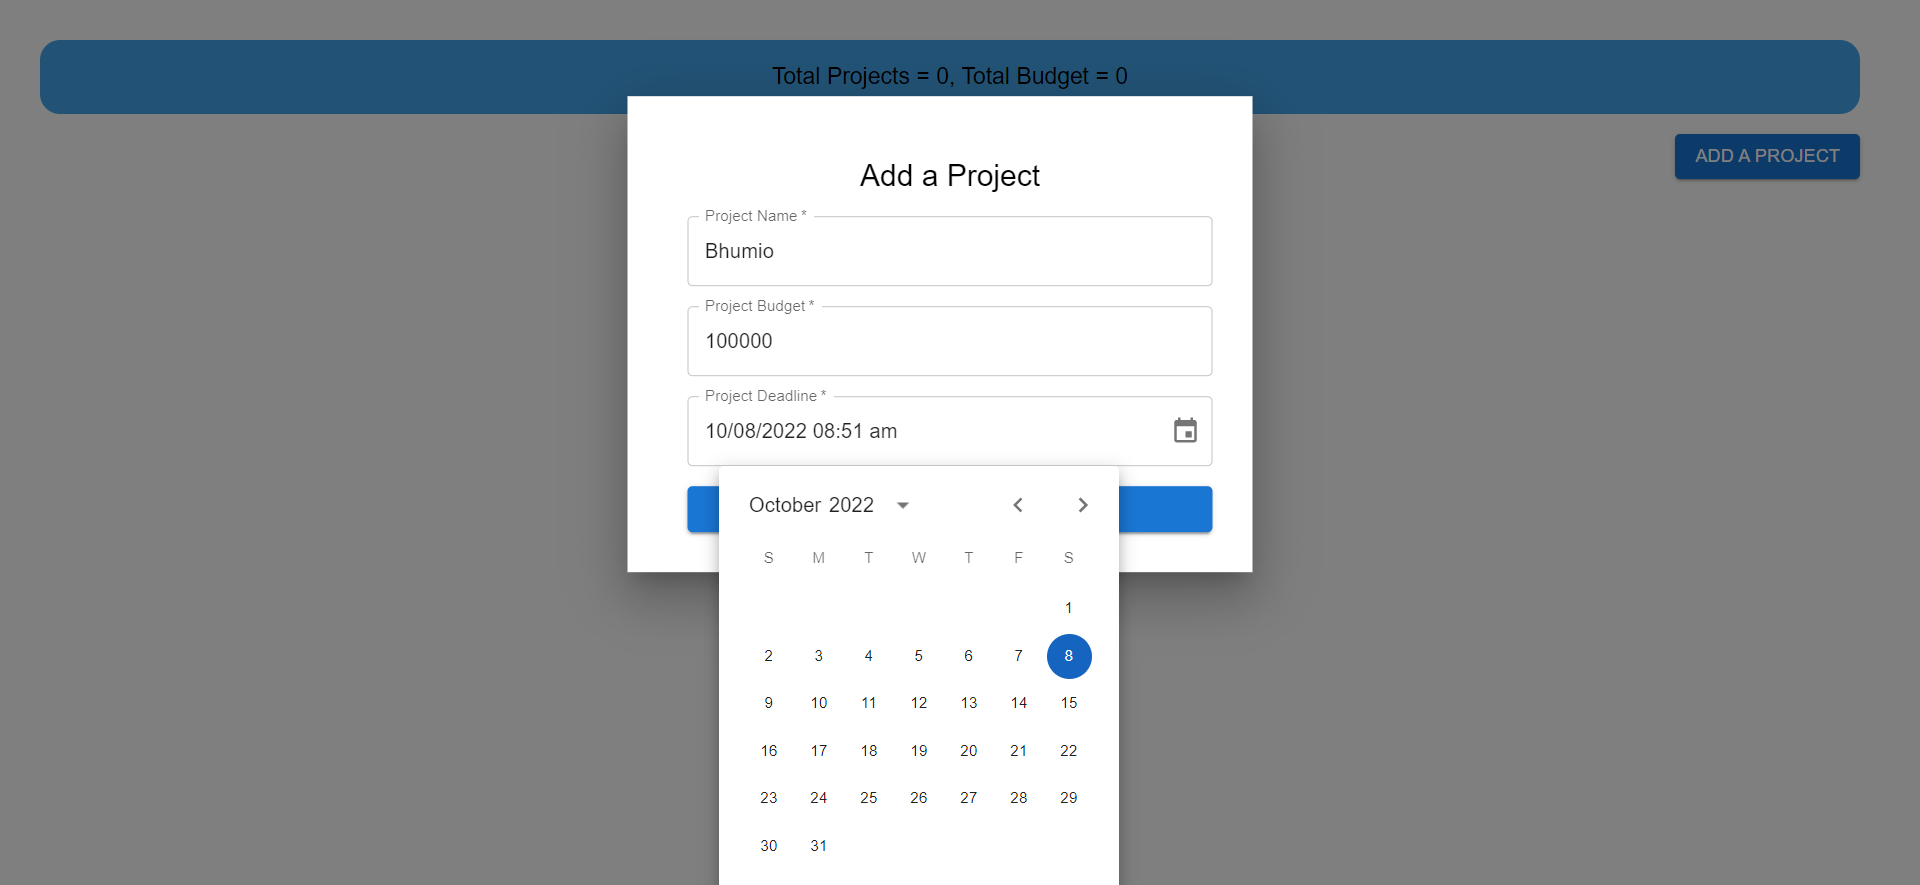 Total Projects = 0, Total Budget = 0
ADD A PROJECT
Add a Project
Project Name *
Bhumio
Project Budget *
100000
Project Deadline *
10/08/2022 08:51 am
October 2022
S M T W T F S
1
2 3 4 5 6 7 8
9 10 11 12 13 14 15
16 17 18 19 20 21 22
23 24 25 26 27 28 29
30 31